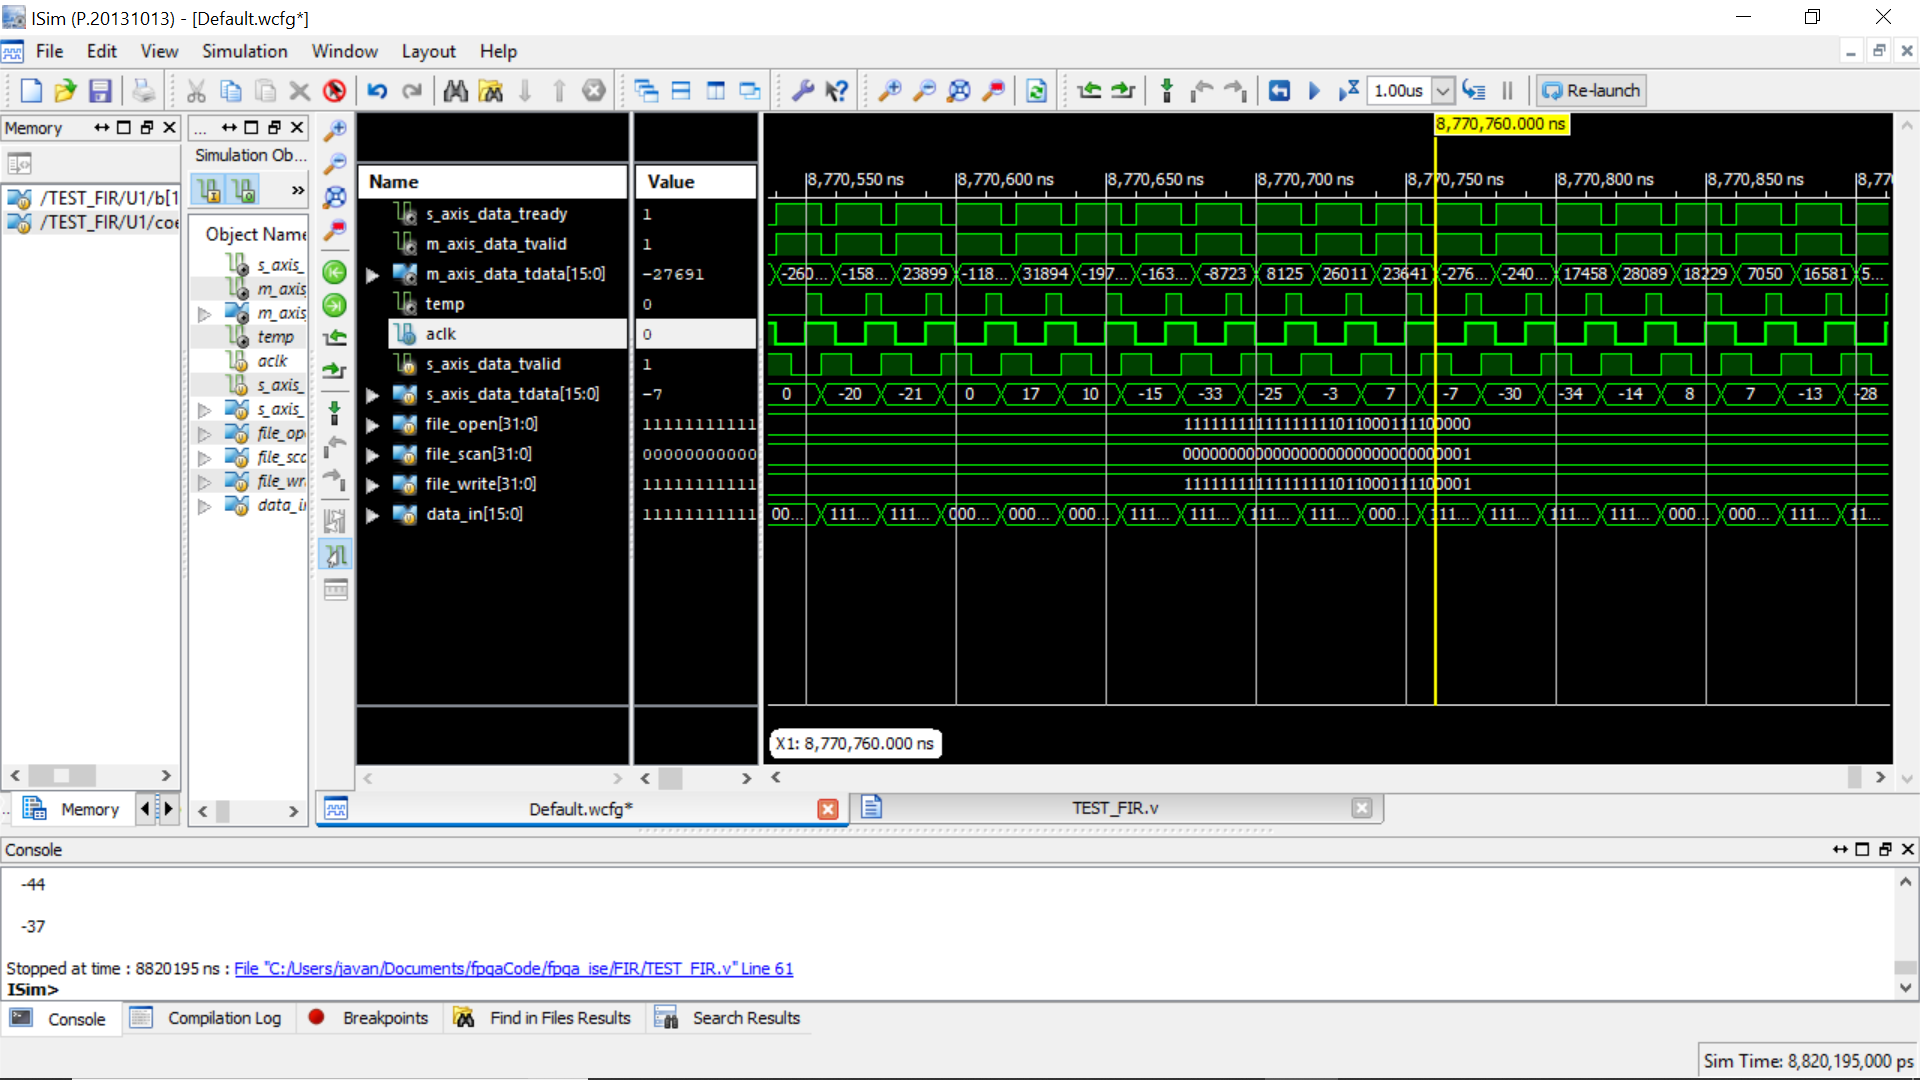 ISim (P.20131013) - [Default.wcfg*]
File Edit View Simulation Window Layout Help
1.00us Re-launch
Memory
/TEST_FIR/U1/b[1
/TEST_FIR/U1/coe
Memory
...
Simulation Ob...
»
Object Name
s_axis_
m_axis
m_axis
temp
aclk
s_axis_
s_axis_
file_op
file_sc
file_wr
data_i
Name Value
s_axis_data_tready 1
m_axis_data_tvalid 1
m_axis_data_tdata[15:0] -27691
temp 0
aclk 0
s_axis_data_tvalid 1
s_axis_data_tdata[15:0] -7
file_open[31:0] 11111111111
file_scan[31:0] 00000000000
file_write[31:0] 11111111111
data_in[15:0] 11111111111
8,770,760.000 ns
8,770,550 ns 8,770,600 ns 8,770,650 ns 8,770,700 ns 8,770,750 ns 8,770,800 ns 8,770,850 ns 8,77
-260... -158... 23899 -118... 31894 -197... -163... -8723 8125 26011 23641 -276... -240... 17458 28089 18229 7050 16581 5...
0 -20 -21 0 17 10 -15 -33 -25 -3 7 -7 -30 -34 -14 8 7 -13 -28
11111111111111111011000111100000
00000000000000000000000000000001
11111111111111111011000111100001
00... 111... 111... 000... 000... 000... 111... 111... 111... 111... 000... 111... 111... 111... 111... 000... 000... 111... 11...
X1: 8,770,760.000 ns
Default.wcfg* TEST_FIR.v
Console
-44
-37
Stopped at time : 8820195 ns : File "C:/Users/javan/Documents/fpgaCode/fpga_ise/FIR/TEST_FIR.v" Line 61
ISim>
Console Compilation Log Breakpoints Find in Files Results Search Results
Sim Time: 8,820,195,000 ps